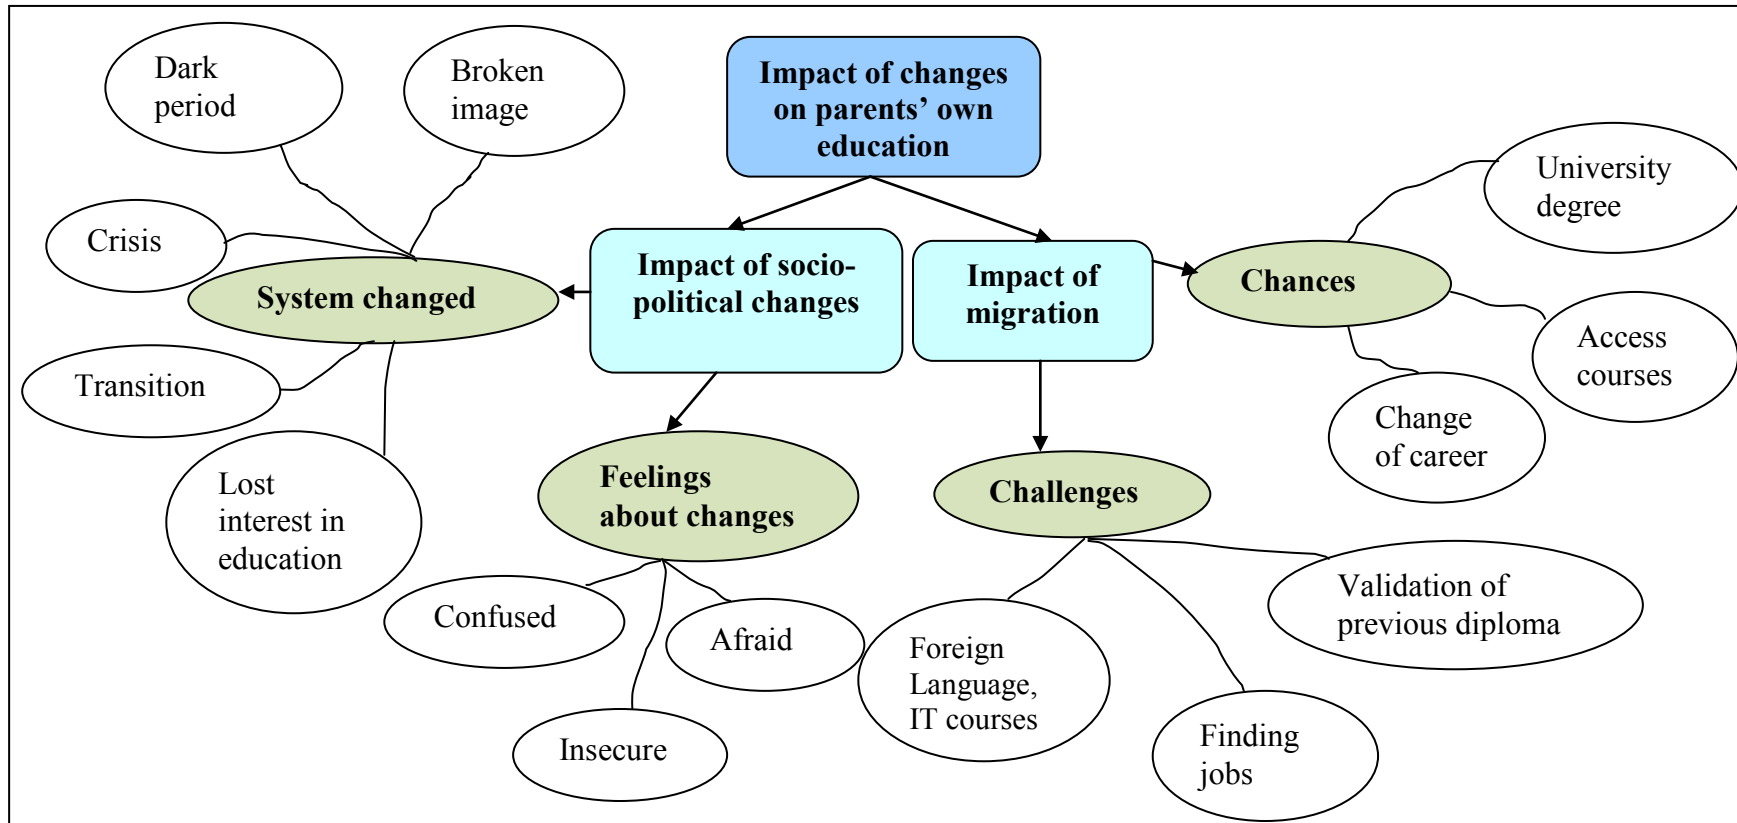 Impact of changes
on parents’ own
education
Dark
period
Broken
image
Crisis
System changed
Transition
Lost
interest in
education
Impact of socio-
political changes
Feelings
about changes
Confused
Insecure
Afraid
Impact of
migration
Chances
University
degree
Access
courses
Change
of career
Challenges
Foreign
Language,
IT courses
Finding
jobs
Validation of
previous diploma